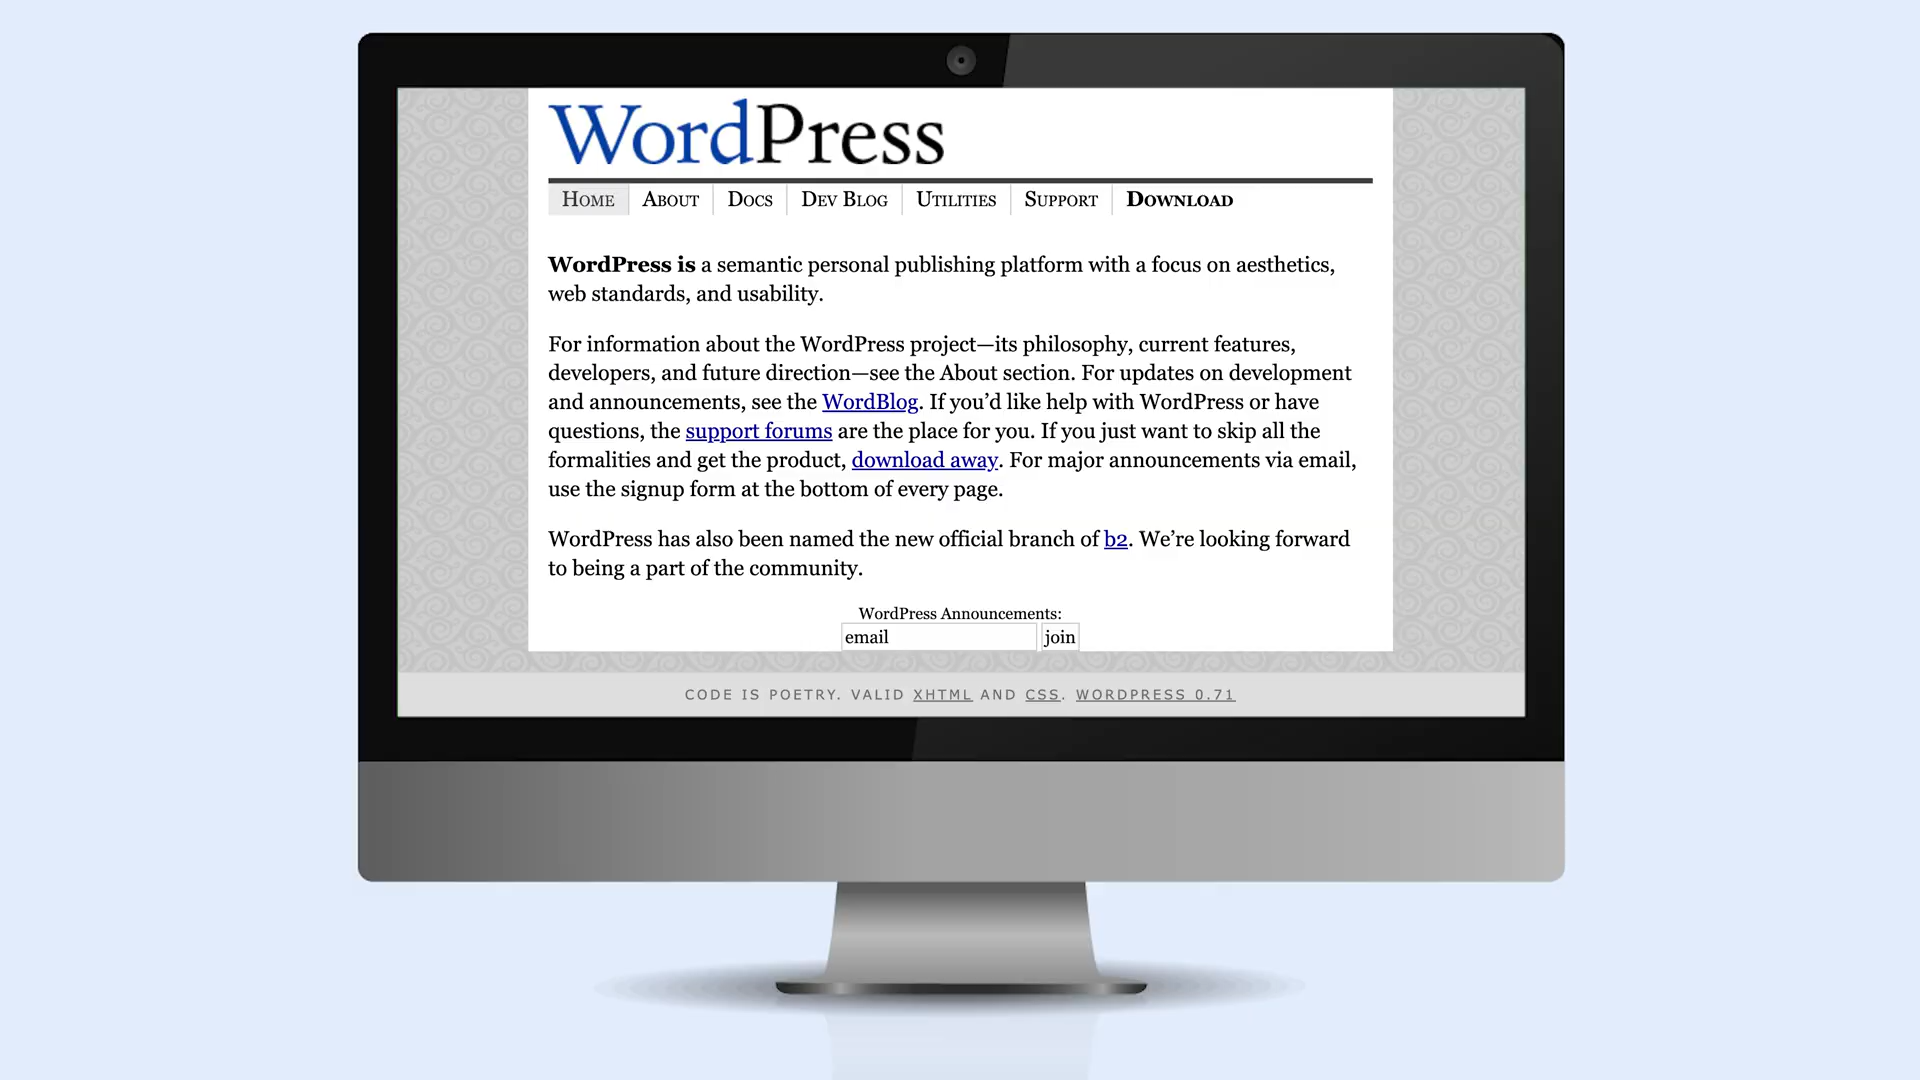 WordPress
HOME ABOUT DOCS DEV BLOG UTILITIES SUPPORT DOWNLOAD
WordPress is a semantic personal publishing platform with a focus on aesthetics,
web standards, and usability.
For information about the WordPress project—its philosophy, current features,
developers, and future direction—see the About section. For updates on development
and announcements, see the WordBlog. If you’d like help with WordPress or have
questions, the support forums are the place for you. If you just want to skip all the
formalities and get the product, download away. For major announcements via email,
use the signup form at the bottom of every page.
WordPress has also been named the new official branch of b2. We’re looking forward
to being a part of the community.
WordPress Announcements:
email join
CODE IS POETRY. VALID XHTML AND CSS. WORDPRESS 0.71